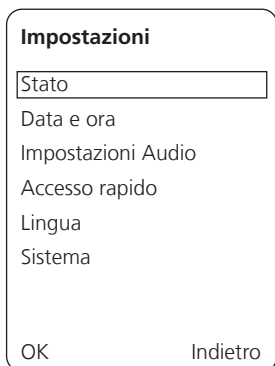 Impostazioni
Stato
Data e ora
Impostazioni Audio
Accesso rapido
Lingua
Sistema
OK Indietro